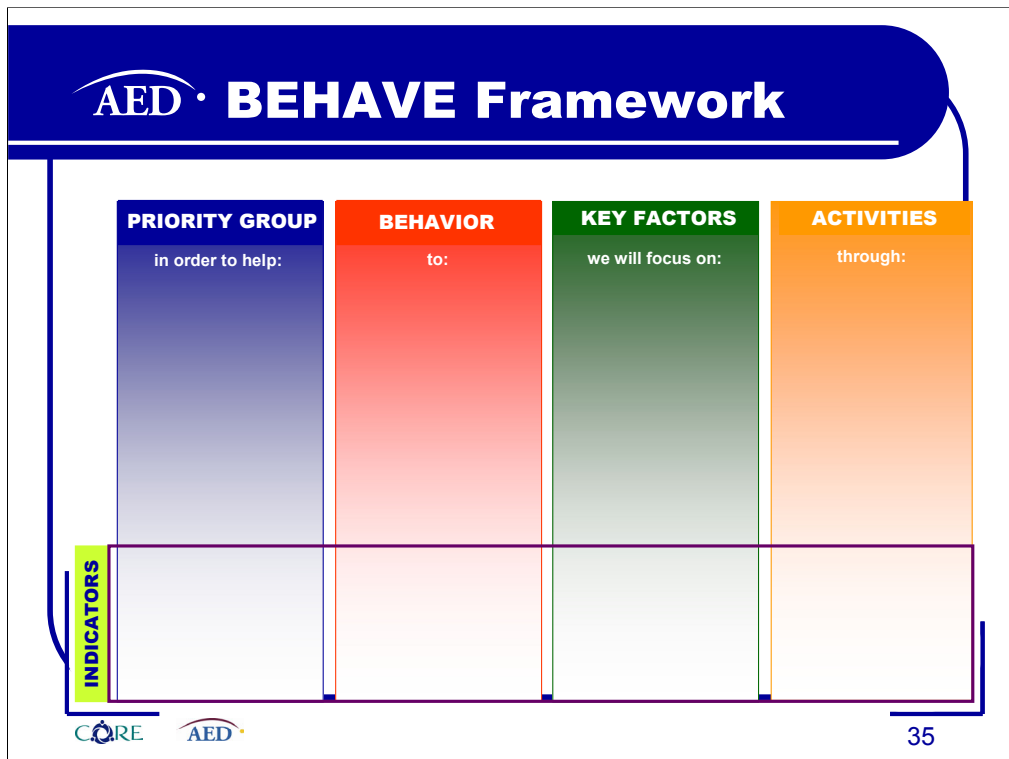 AED BEHAVE Framework
PRIORITY GROUP
in order to help:
BEHAVIOR
to:
KEY FACTORS
we will focus on:
ACTIVITIES
through:
INDICATORS
CORE
AED
35